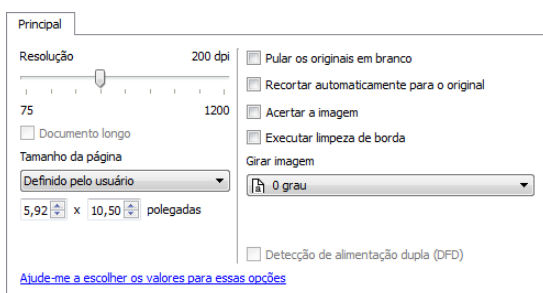 Principal
Resolução 200 dpi
75 1200
Documento longo
Tamanho da página
Definido pelo usuário
5,92 x 10,50 polegadas
Pular os originais em branco
Recortar automaticamente para o original
Acertar a imagem
Executar limpeza de borda
Girar imagem
0 grau
Detecção de alimentação dupla (DFD)
Ajude-me a escolher os valores para essas opções